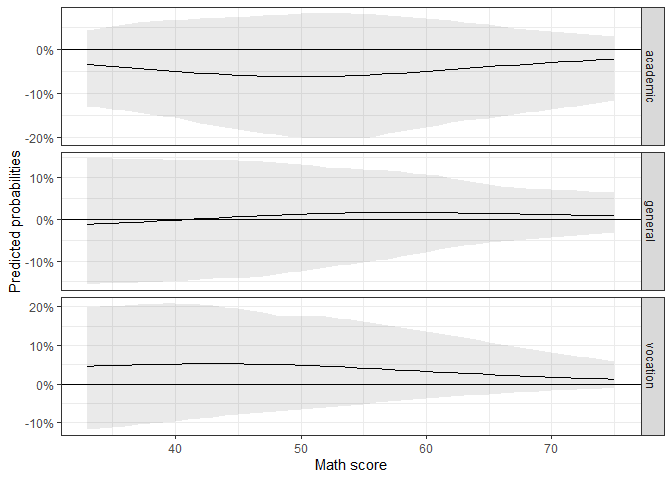 0%
-10%
-20%
academic
10%
0%
-10%
general
20%
10%
0%
-10%
vocation
Predicted probabilities
40 50 60 70
Math score